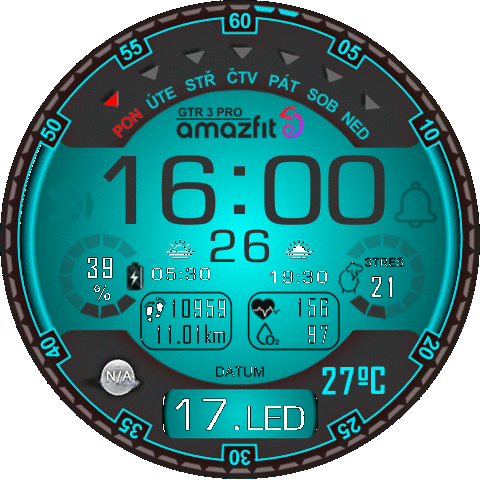 60
55
05
50
10
PON ÚTE STŘ ČTV PÁT SOB NED
GTR 3 PRO
amazfit
16:00
26
39
%
05:30
19:30
STRES
21
10959
11.01km
156
O₂ 97
40
20
N/A
DATUM
27ºC
17.LED
35
30
25